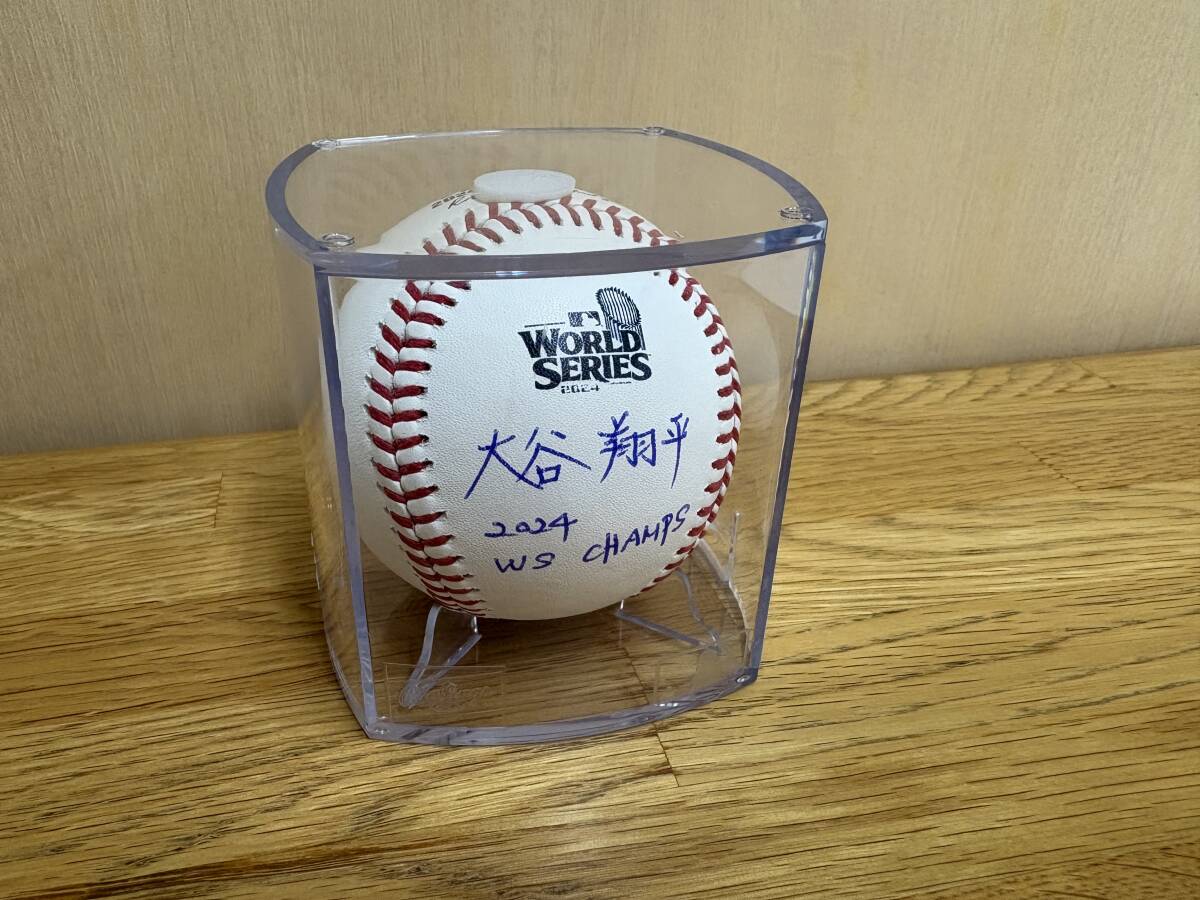 WORLD
SERIES
2024
大谷 翔平
2024
WS CHAMPS